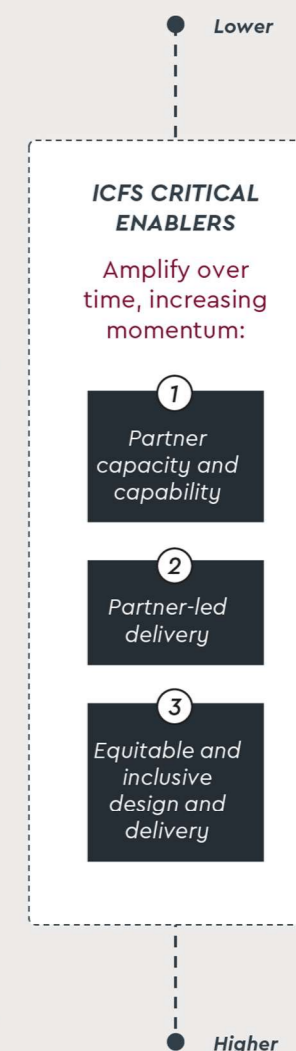 Lower
ICFS CRITICAL
ENABLERS
Amplify over
time, increasing
momentum:
1
Partner
capacity and
capability
2
Partner-led
delivery
3
Equitable and
inclusive
design and
delivery
Higher